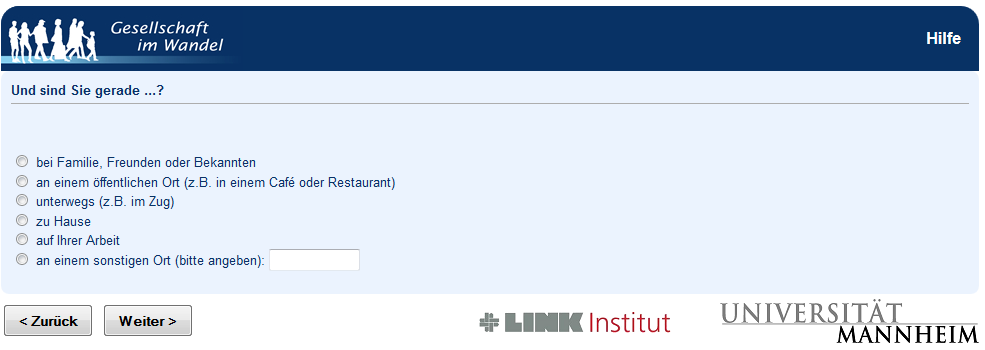 Gesellschaft
im Wandel
Hilfe
Und sind Sie gerade ...?
bei Familie, Freunden oder Bekannten
an einem öffentlichen Ort (z.B. in einem Café oder Restaurant)
unterwegs (z.B. im Zug)
zu Hause
auf Ihrer Arbeit
an einem sonstigen Ort (bitte angeben):
< Zurück
Weiter >
LINK Institut
UNIVERSITÄT
MANNHEIM